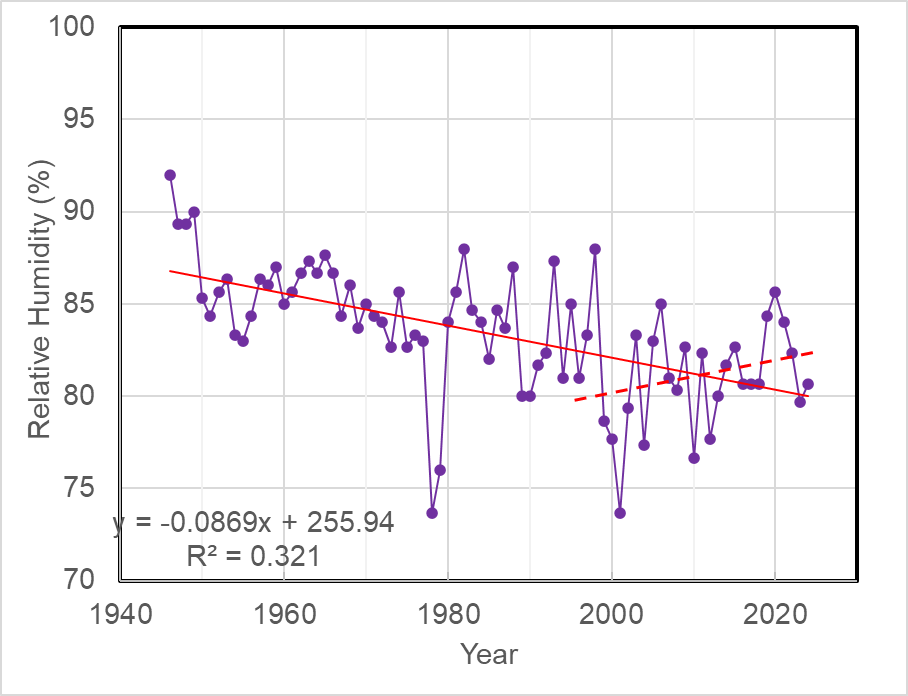 100
95
90
85
80
75
70
Relative Humidity (%)
y = -0.0869x + 255.94
R² = 0.321
1940 1960 1980 2000 2020
Year